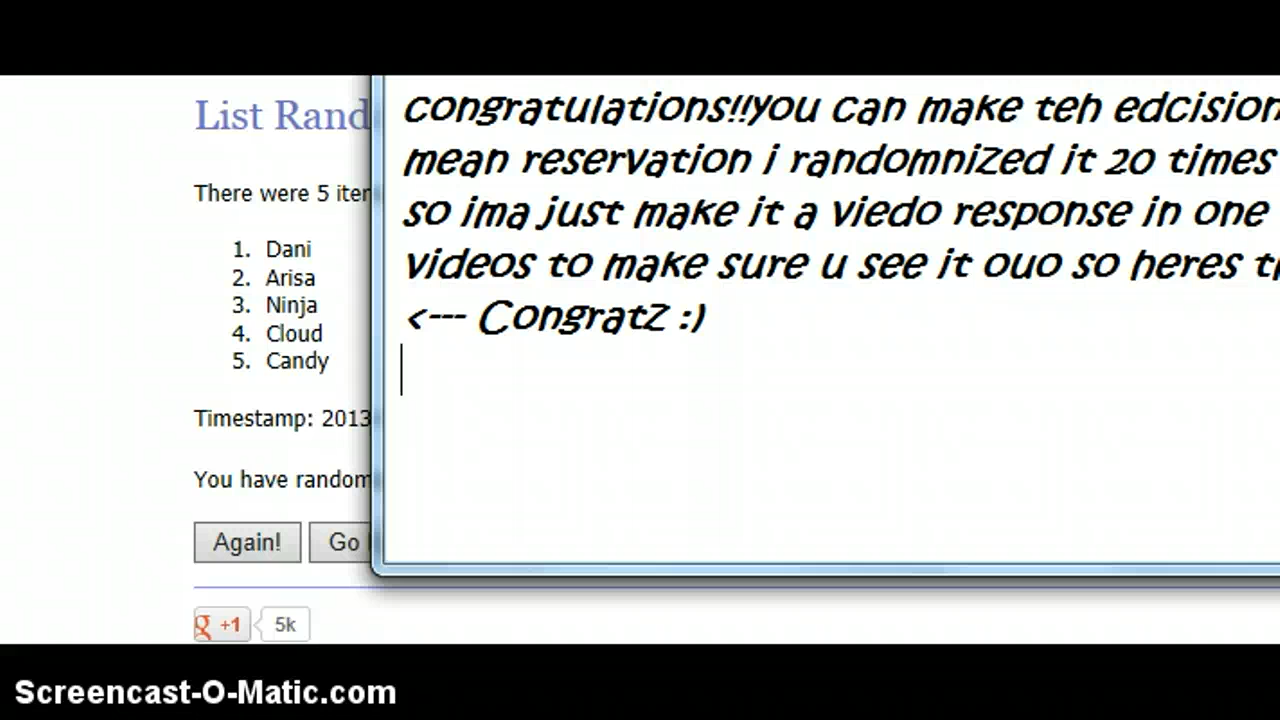 List Rand
There were 5 iten
1. Dani
2. Arisa
3. Ninja
4. Cloud
5. Candy
Timestamp: 2013
You have random
Again! Go
g +1 5k
congratulations!!you can make teh edcision
mean reservation i randomnized it 20 times
so ima just make it a viedo response in one
videos to make sure u see it ouo so heres th
<--- Congratz :)
Screencast-O-Matic.com